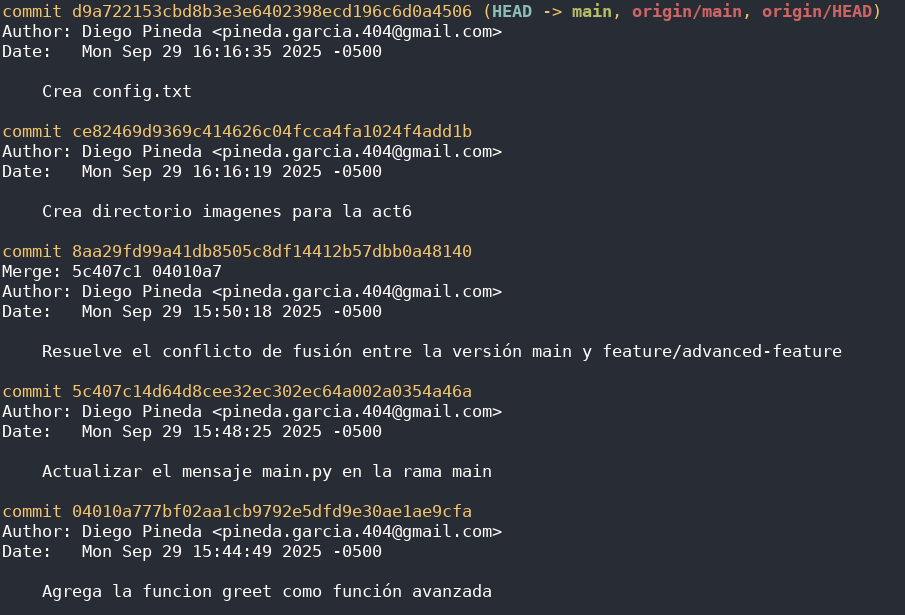 commit d9a722153cbd8b3e3e6402398ecd196c6d0a4506 (HEAD -> main, origin/main, origin/HEAD)
Author: Diego Pineda <pineda.garcia.404@gmail.com>
Date:   Mon Sep 29 16:16:35 2025 -0500
Crea config.txt
commit ce82469d9369c414626c04fcca4fa1024f4add1b
Author: Diego Pineda <pineda.garcia.404@gmail.com>
Date:   Mon Sep 29 16:16:19 2025 -0500
Crea directorio imagenes para la act6
commit 8aa29fd99a41db8505c8df14412b57dbb0a48140
Merge: 5c407c1 04010a7
Author: Diego Pineda <pineda.garcia.404@gmail.com>
Date:   Mon Sep 29 15:50:18 2025 -0500
Resuelve el conflicto de fusión entre la versión main y feature/advanced-feature
commit 5c407c14d64d8cee32ec302ec64a002a0354a46a
Author: Diego Pineda <pineda.garcia.404@gmail.com>
Date:   Mon Sep 29 15:48:25 2025 -0500
Actualizar el mensaje main.py en la rama main
commit 04010a777bf02aa1cb9792e5dfd9e30ae1ae9cfa
Author: Diego Pineda <pineda.garcia.404@gmail.com>
Date:   Mon Sep 29 15:44:49 2025 -0500
Agrega la funcion greet como función avanzada